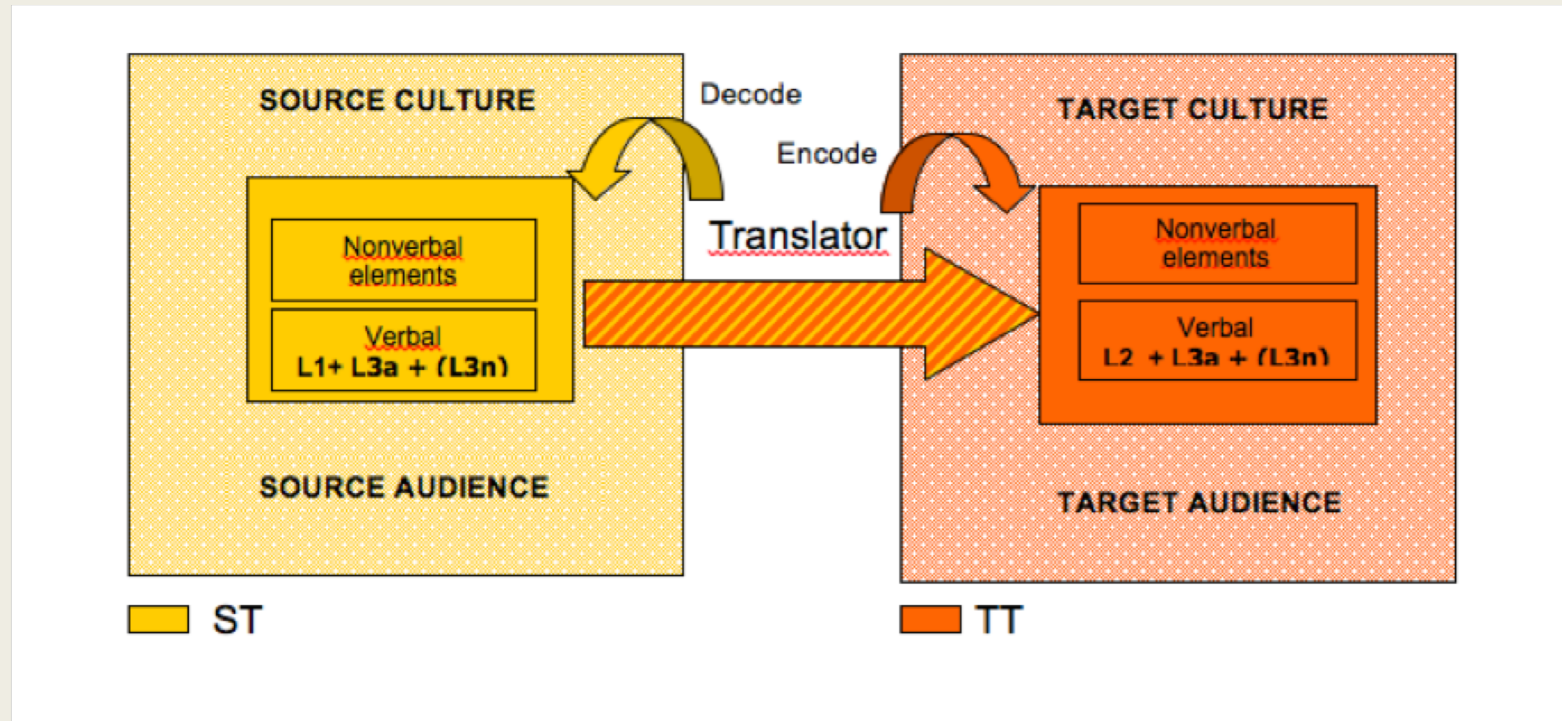 SOURCE CULTURE
Nonverbal
elements
Verbal
L1+ L3a + (L3n)
SOURCE AUDIENCE
ST
Decode
Encode
Translator
TARGET CULTURE
Nonverbal
elements
Verbal
L2 + L3a + (L3n)
TARGET AUDIENCE
TT